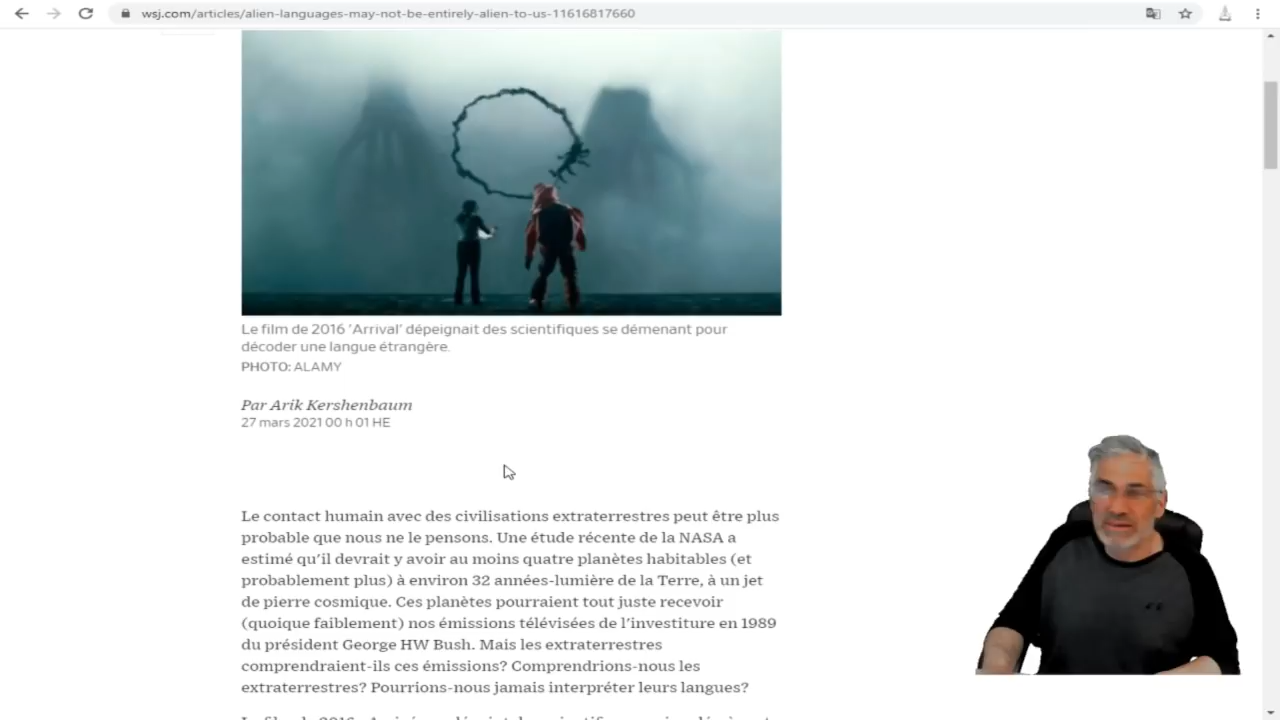 wsj.com/articles/alien-languages-may-not-be-entirely-alien-to-us-11616817660
Le film de 2016 'Arrival' dépeignait des scientifiques se démenant pour
décoder une langue étrangère.
PHOTO: ALAMY
Par Arik Kershenbaum
27 mars 2021 00 h 01 HE
Le contact humain avec des civilisations extraterrestres peut être plus
probable que nous ne le pensons. Une étude récente de la NASA a
estimé qu'il devrait y avoir au moins quatre planètes habitables (et
probablement plus) à environ 32 années-lumière de la Terre, à un jet
de pierre cosmique. Ces planètes pourraient tout juste recevoir
(quoique faiblement) nos émissions télévisées de l'investiture en 1989
du président George HW Bush. Mais les extraterrestres
comprendraient-ils ces émissions? Comprendrions-nous les
extraterrestres? Pourrions-nous jamais interpréter leurs langues?